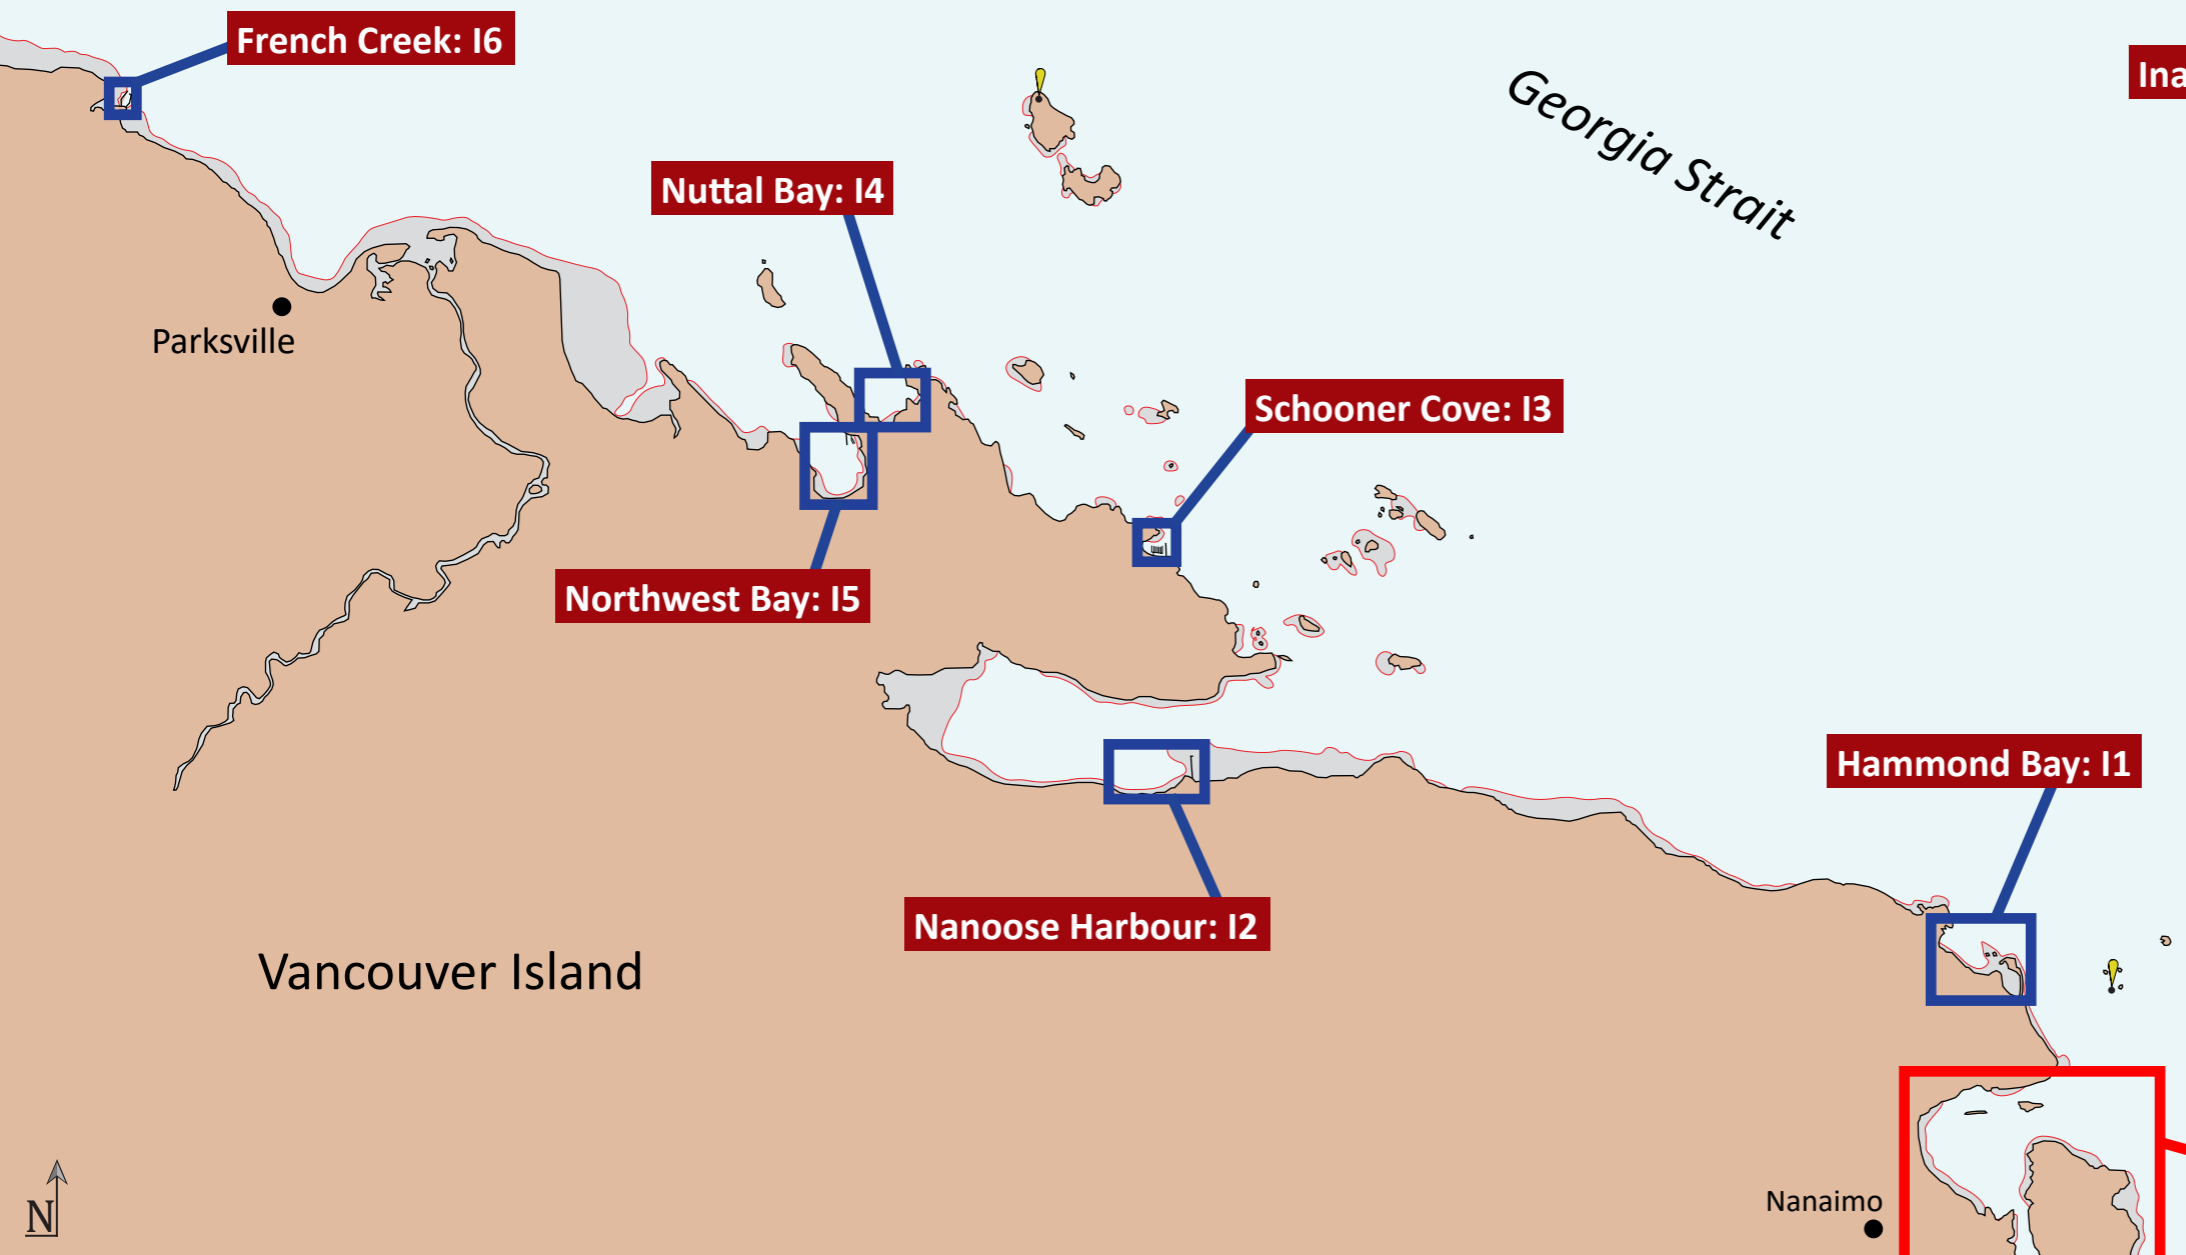 French Creek: I6
Ina
Georgia Strait
Nuttal Bay: I4
Parksville
Schooner Cove: I3
Northwest Bay: I5
Hammond Bay: I1
Nanoose Harbour: I2
Vancouver Island
Nanaimo
N